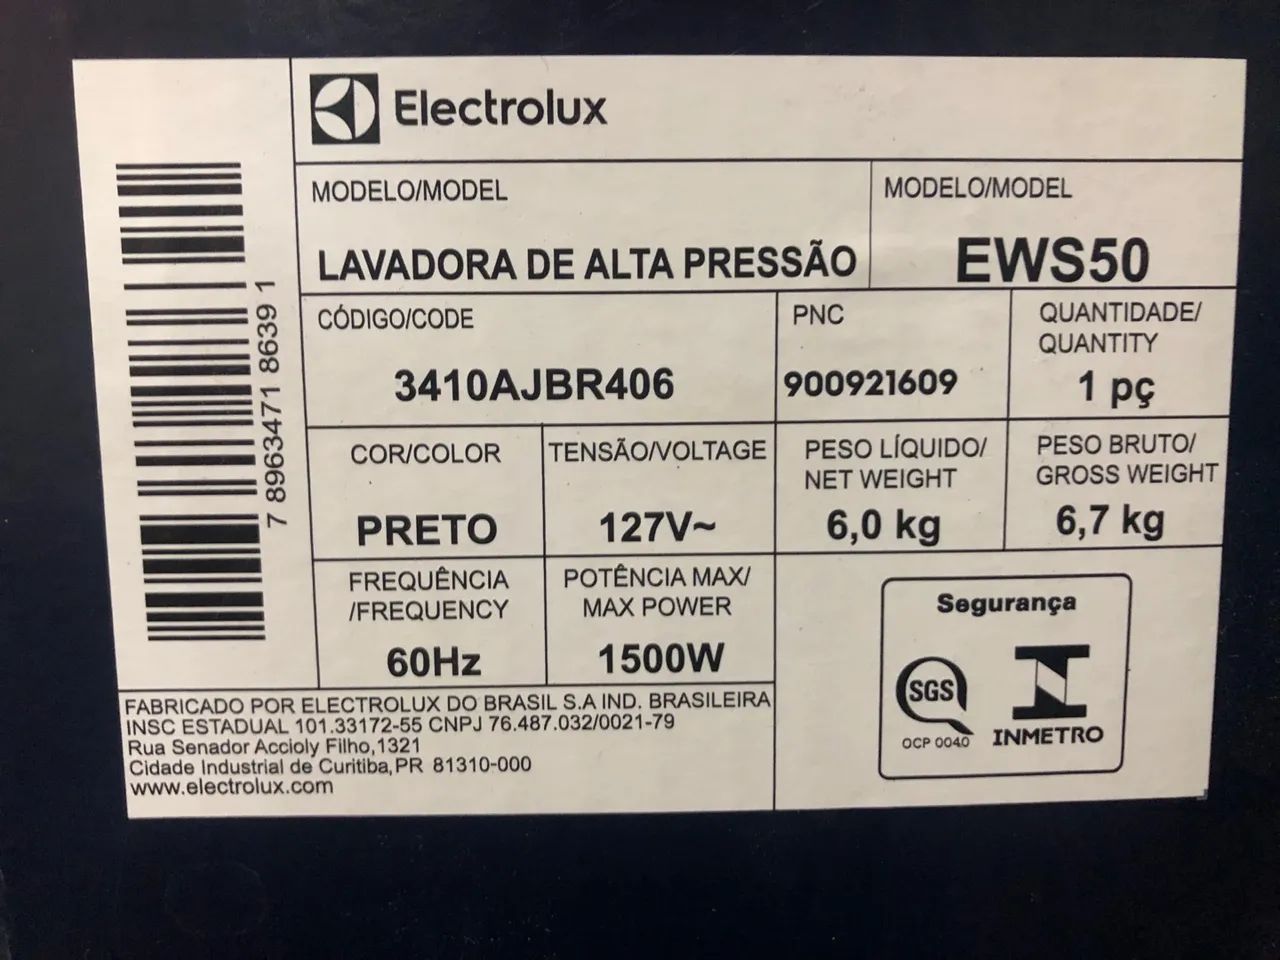 Electrolux
MODELO/MODEL
LAVADORA DE ALTA PRESSÃO
MODELO/MODEL
EWS50
CÓDIGO/CODE
3410AJBR406
PNC
900921609
QUANTIDADE/
QUANTITY
1 pç
COR/COLOR
PRETO
TENSÃO/VOLTAGE
127V~
PESO LÍQUIDO/
NET WEIGHT
6,0 kg
PESO BRUTO/
GROSS WEIGHT
6,7 kg
FREQUÊNCIA
/FREQUENCY
60Hz
POTÊNCIA MAX/
MAX POWER
1500W
Segurança
SGS
OCP 0040
INMETRO
FABRICADO POR ELECTROLUX DO BRASIL S.A IND. BRASILEIRA
INSC ESTADUAL 101.33172-55 CNPJ 76.487.032/0021-79
Rua Senador Accioly Filho,1321
Cidade Industrial de Curitiba,PR 81310-000
www.electrolux.com
7 896347 186391